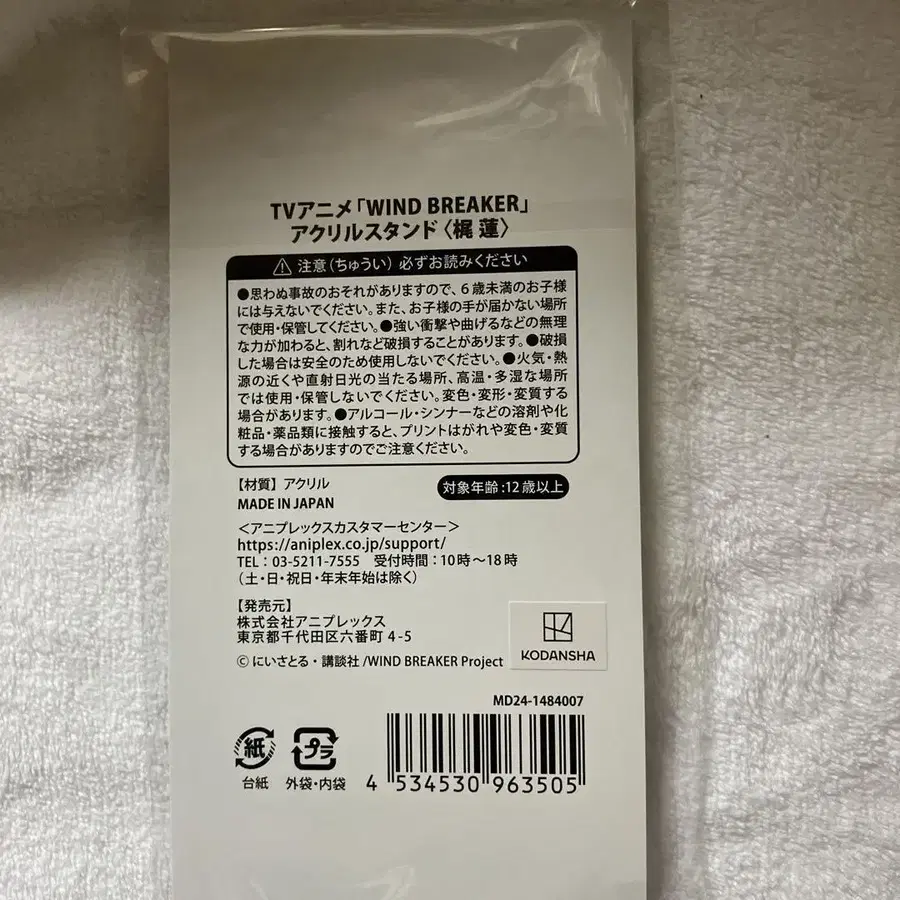 TVアニメ「WIND BREAKER」
アクリルスタンド〈梶 蓮〉
注意(ちゅうい) 必ずお読みください
●思わぬ事故のおそれがありますので、6歳未満のお子様
には与えないでください。また、お子様の手が届かない場所
で使用・保管してください。●強い衝撃や曲げるなどの無理
な力が加わると、割れなど破損することがあります。●破損
した場合は安全のため使用しないでください。●火気・熱
源の近くや直射日光の当たる場所、高温・多湿な場所
では使用・保管しないでください。変色・変形・変質する
場合があります。●アルコール・シンナーなどの溶剤や化
粧品・薬品類に接触すると、プリントはがれや変色・変質
する場合がありますのでご注意ください。
【材質】アクリル
対象年齢:12歳以上
MADE IN JAPAN
<アニプレックスカスタマーセンター>
https://aniplex.co.jp/support/
TEL:03-5211-7555 受付時間:10時~18時
(土・日・祝日・年末年始は除く)
【発売元】
株式会社アニプレックス
東京都千代田区六番町 4-5
©にいさとる・講談社/WIND BREAKER Project
KODANSHA
MD24-1484007
紙
台紙
プラ
外袋・内袋
4 534530 963505